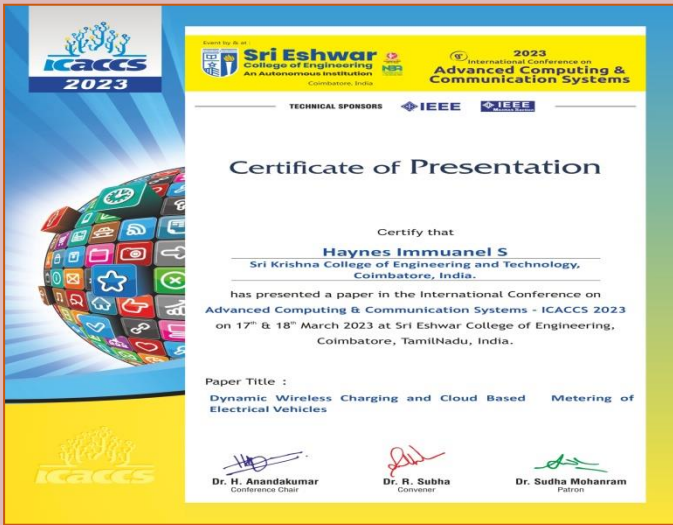 icaccs
2023
Event by & at :
Sri Eshwar
College of Engineering
An Autonomous Institution
Coimbatore, India
NBA
9th 2023
International Conference on
Advanced Computing &
Communication Systems
TECHNICAL SPONSORS IEEE IEEE
Certificate of Presentation
Certify that
Haynes Immuanel S
Sri Krishna College of Engineering and Technology,
Coimbatore, India.
has presented a paper in the International Conference on
Advanced Computing & Communication Systems - ICACCS 2023
on 17th & 18th March 2023 at Sri Eshwar College of Engineering,
Coimbatore, TamilNadu, India.
Paper Title :
Dynamic Wireless Charging and Cloud Based Metering of
Electrical Vehicles
Dr. H. Anandakumar
Conference Chair
Dr. R. Subha
Convener
Dr. Sudha Mohanram
Patron
icaccs